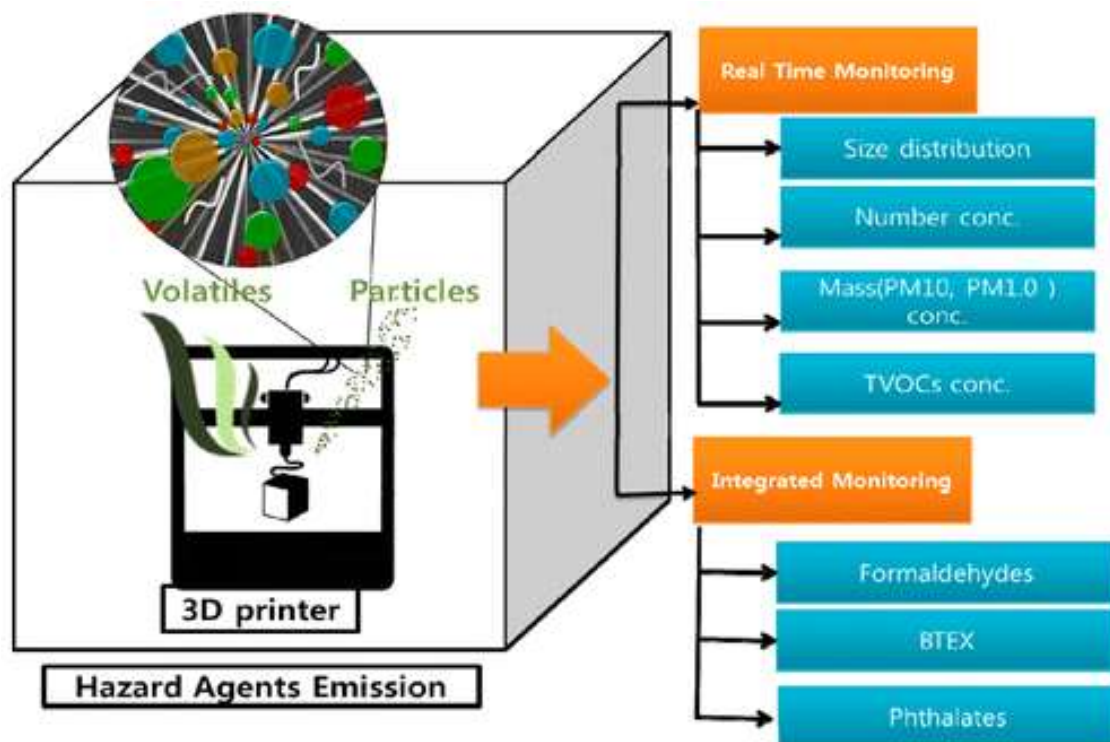 Volatiles
Particles
3D printer
Hazard Agents Emission
Real Time Monitoring
Size distribution
Number conc.
Mass(PM10, PM1.0 )
conc.
TVOCs conc.
Integrated Monitoring
Formaldehydes
BTEX
Phthalates